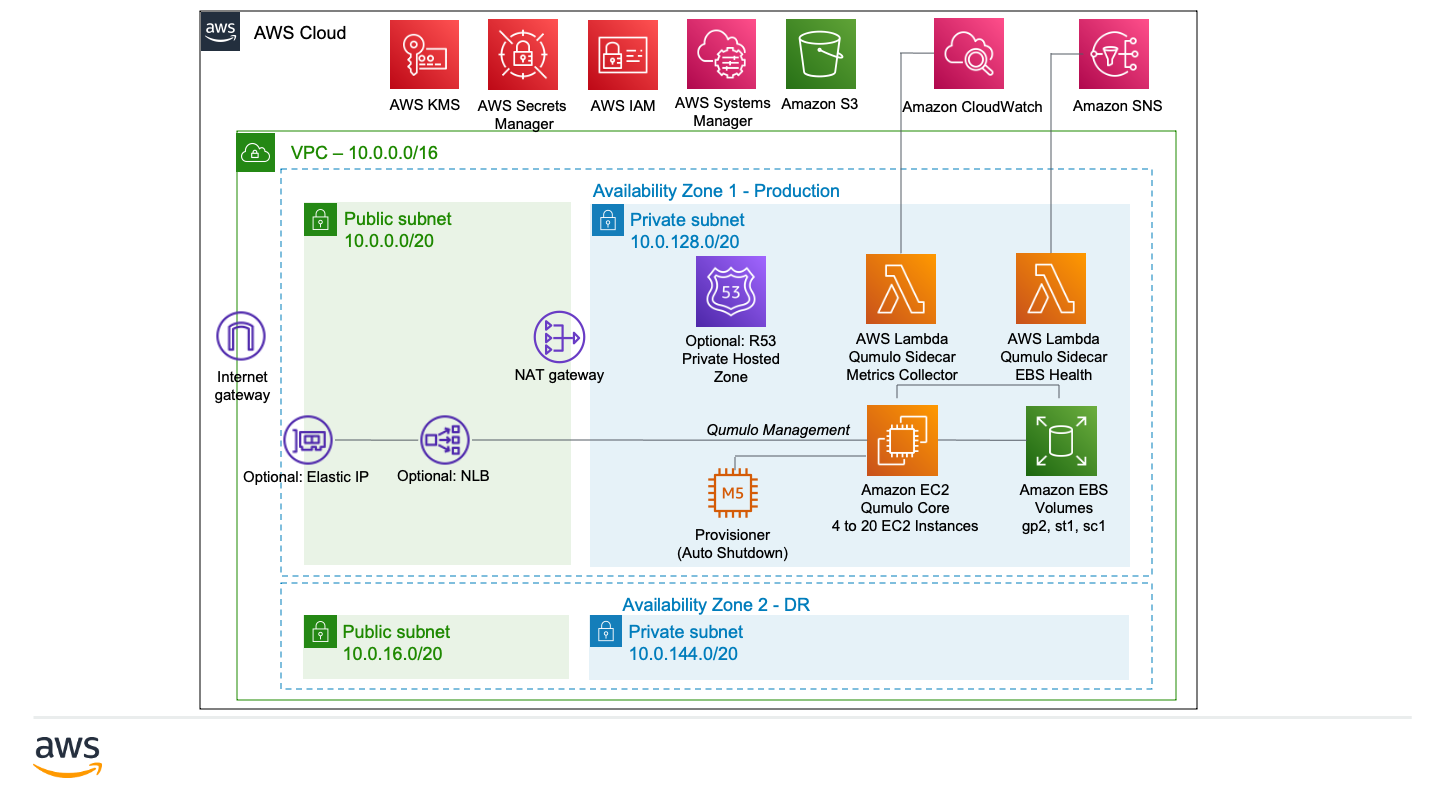 aws
AWS Cloud
AWS KMS
AWS Secrets
Manager
AWS IAM
AWS Systems
Manager
Amazon S3
Amazon CloudWatch
Amazon SNS
VPC – 10.0.0.0/16
Availability Zone 1 - Production
Public subnet
10.0.0.0/20
Private subnet
10.0.128.0/20
53
Optional: R53
Private Hosted
Zone
AWS Lambda
Qumulo Sidecar
Metrics Collector
AWS Lambda
Qumulo Sidecar
EBS Health
Internet
gateway
NAT gateway
Optional: Elastic IP
Optional: NLB
Qumulo Management
M5
Provisioner
(Auto Shutdown)
Amazon EC2
Qumulo Core
4 to 20 EC2 Instances
Amazon EBS
Volumes
gp2, st1, sc1
Availability Zone 2 - DR
Public subnet
10.0.16.0/20
Private subnet
10.0.144.0/20
aws